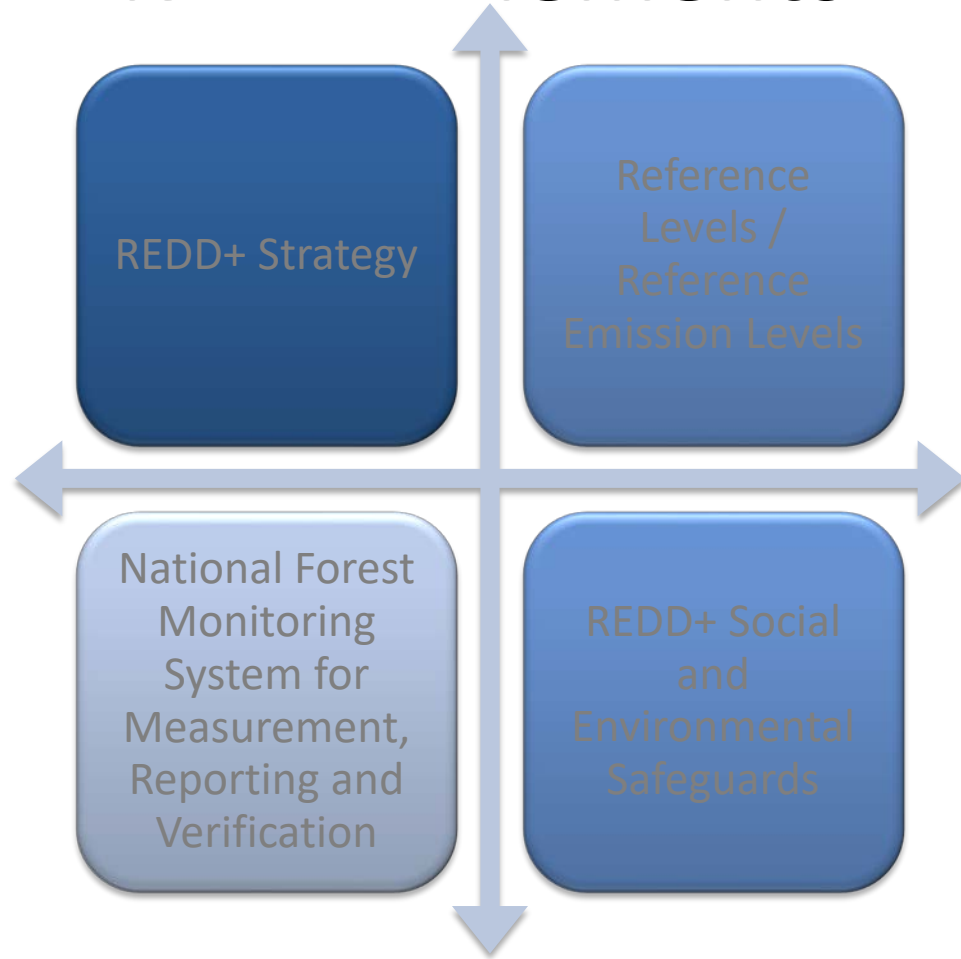 REDD+ Strategy
Reference
Levels /
Reference
Emission Levels
National Forest
Monitoring
System for
Measurement,
Reporting and
Verification
REDD+ Social
and
Environmental
Safeguards